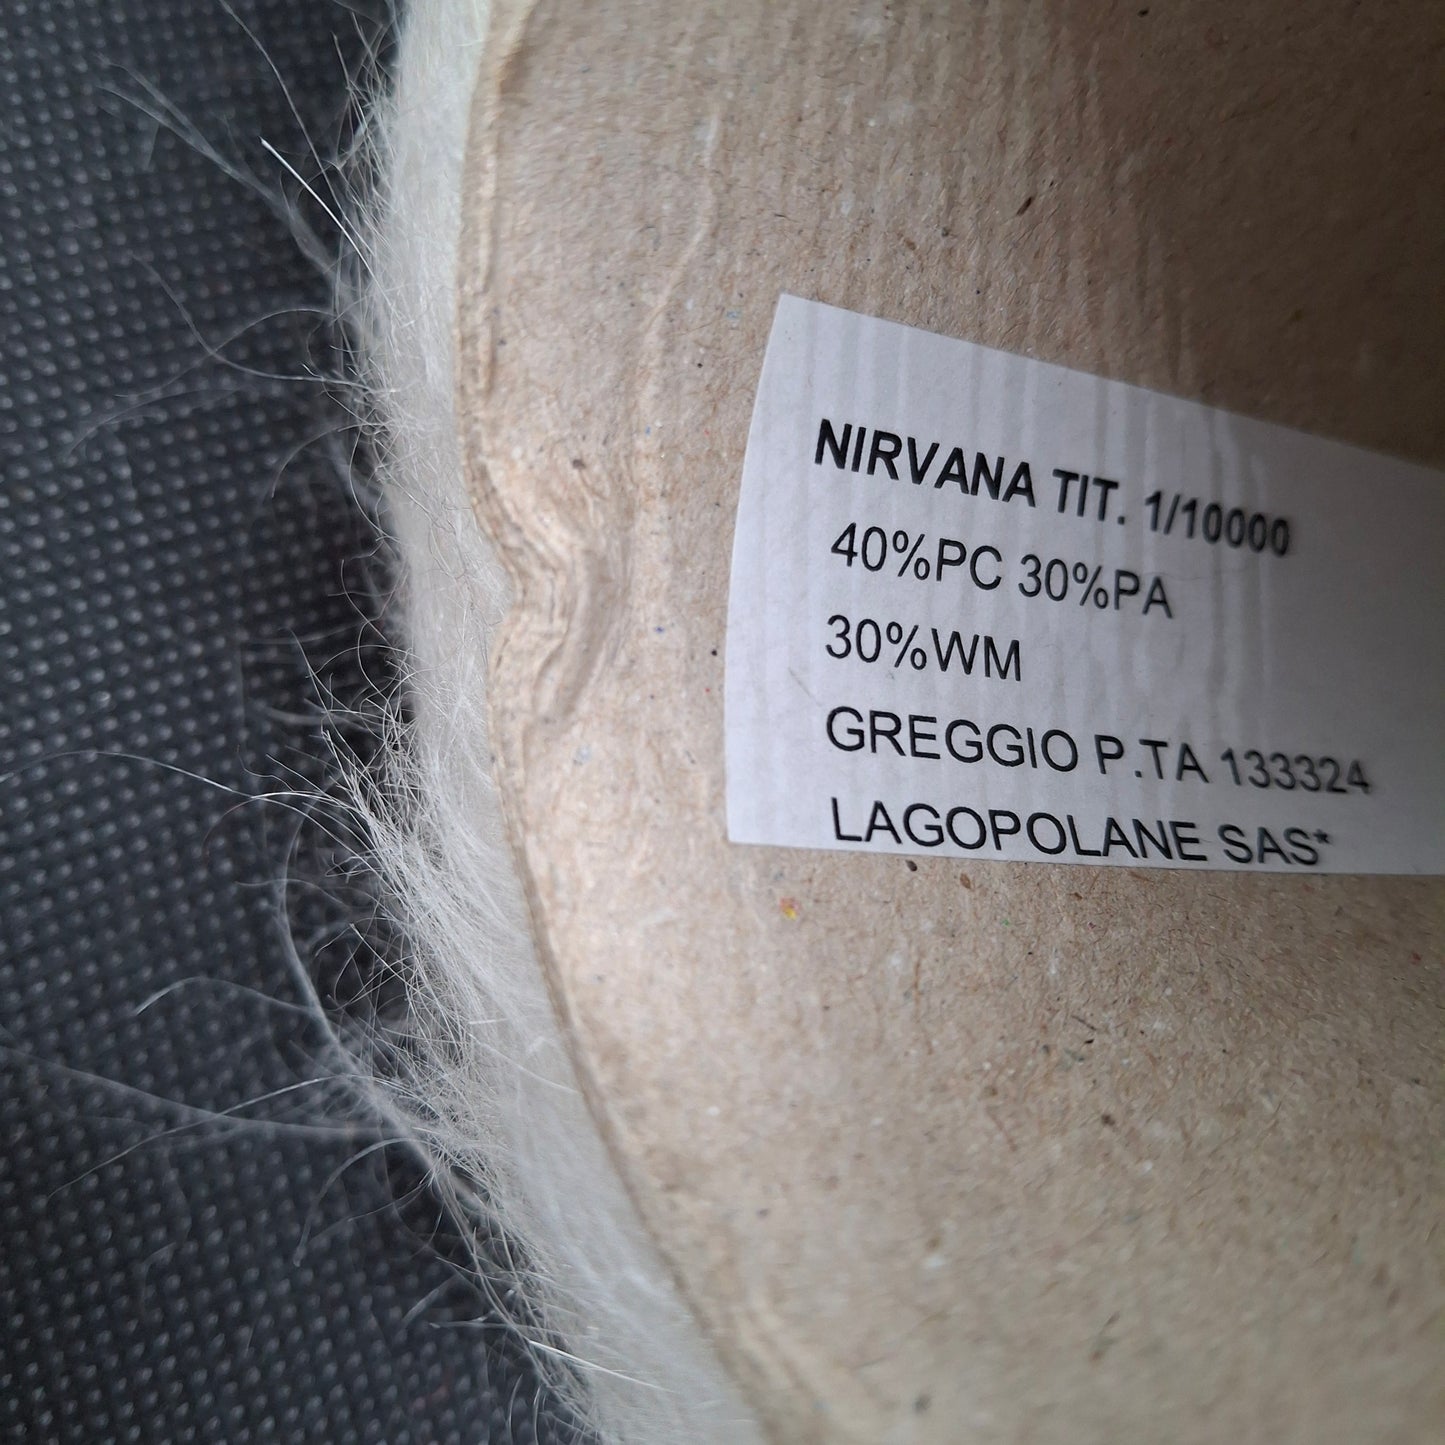 NIRVANA TIT. 1/10000
40%PC 30%PA
30%WM
GREGGIO P.TA 133324
LAGOPOLANE SAS*